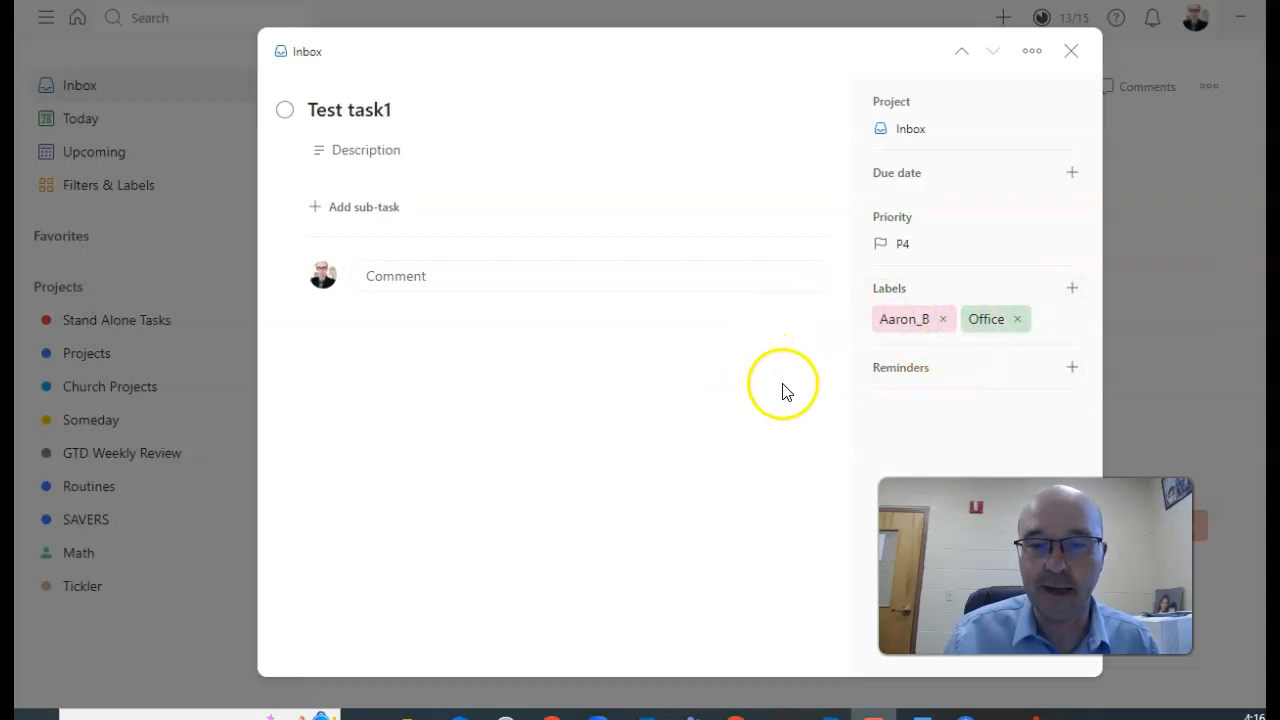 Search
13/15
Inbox
Today
Upcoming
Filters & Labels
Favorites
Projects
Stand Alone Tasks
Projects
Church Projects
Someday
GTD Weekly Review
Routines
SAVERS
Math
Tickler
Inbox
Test task1
Description
Add sub-task
Comment
Project
Inbox
Due date
Priority
P4
Labels
Aaron_B
Office
Reminders
Comments
4:16